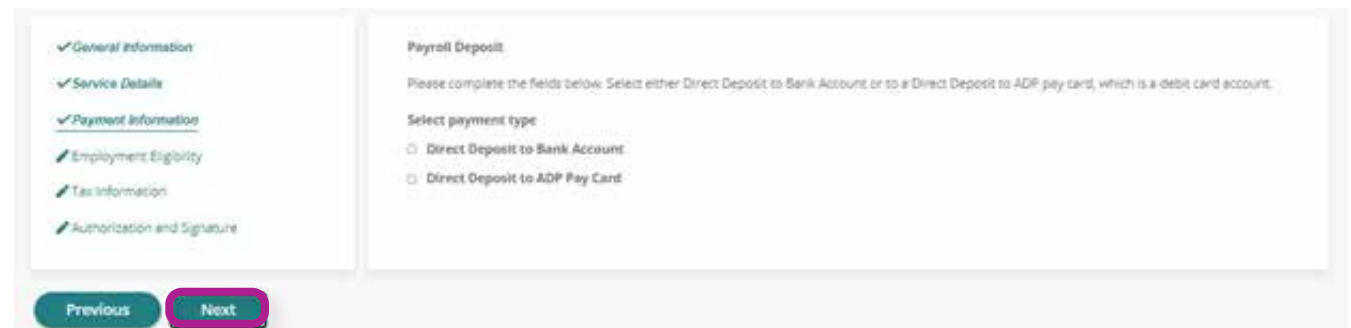 General Information
Service Details
Payment Information
Employment Eligibility
Tax Information
Authorization and Signature
Payroll Deposit
Please complete the fields below. Select either Direct Deposit to Bank Account or to a Direct Deposit to ADP pay card, which is a debit card account.
Select payment type
Direct Deposit to Bank Account
Direct Deposit to ADP Pay Card
Previous
Next